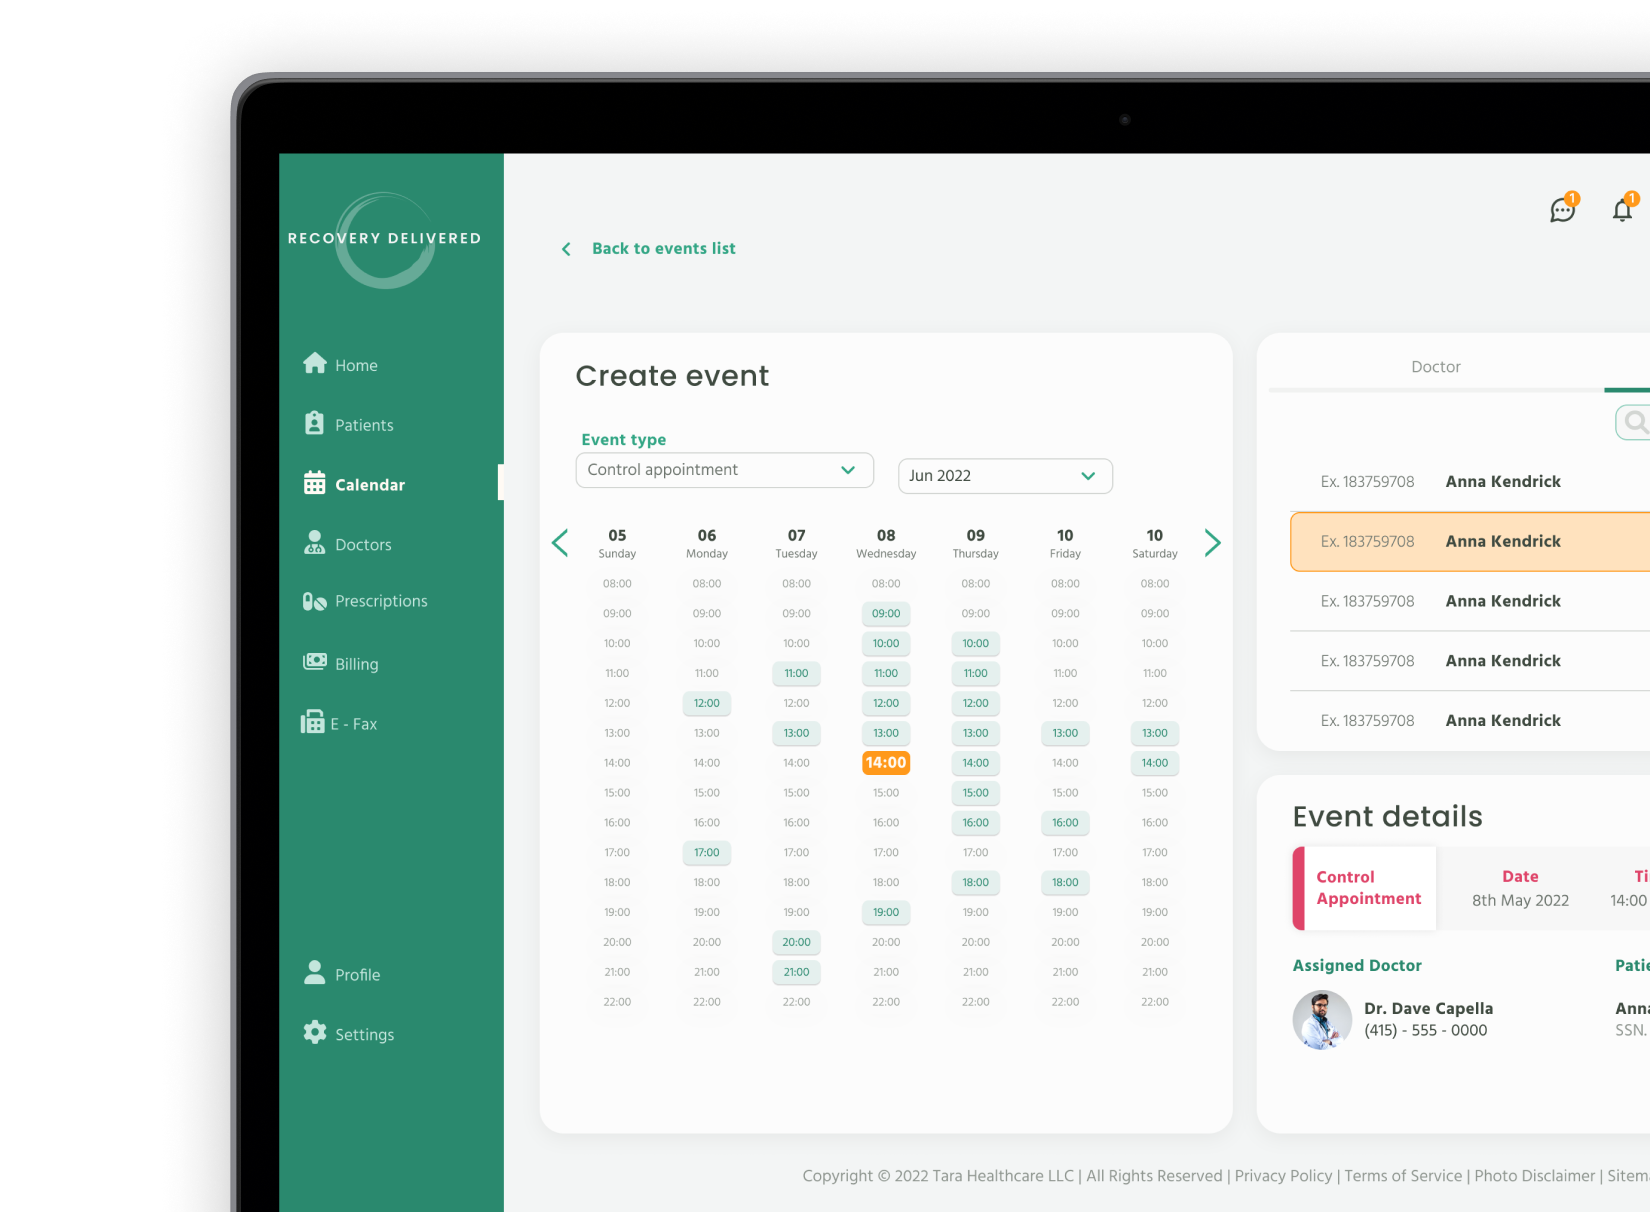 RECOVERY DELIVERED
Home
Patients
Calendar
Doctors
Prescriptions
Billing
E - Fax
Profile
Settings
1
1
Back to events list
Create event
Event type
Control appointment
Jun 2022
05 06 07 08 09 10 10
Sunday Monday Tuesday Wednesday Thursday Friday Saturday
08:00 08:00 08:00 08:00 08:00 08:00 08:00
09:00 09:00 09:00 09:00 09:00 09:00 09:00
10:00 10:00 10:00 10:00 10:00 10:00 10:00
11:00 11:00 11:00 11:00 11:00 11:00 11:00
12:00 12:00 12:00 12:00 12:00 12:00 12:00
13:00 13:00 13:00 13:00 13:00 13:00 13:00
14:00 14:00 14:00 14:00 14:00 14:00 14:00
15:00 15:00 15:00 15:00 15:00 15:00 15:00
16:00 16:00 16:00 16:00 16:00 16:00 16:00
17:00 17:00 17:00 17:00 17:00 17:00 17:00
18:00 18:00 18:00 18:00 18:00 18:00 18:00
19:00 19:00 19:00 19:00 19:00 19:00 19:00
20:00 20:00 20:00 20:00 20:00 20:00 20:00
21:00 21:00 21:00 21:00 21:00 21:00 21:00
22:00 22:00 22:00 22:00 22:00 22:00 22:00
Doctor
Ex. 183759708 Anna Kendrick
Ex. 183759708 Anna Kendrick
Ex. 183759708 Anna Kendrick
Ex. 183759708 Anna Kendrick
Ex. 183759708 Anna Kendrick
Event details
Control
Appointment
Date
8th May 2022
14:00
Assigned Doctor
Dr. Dave Capella
(415) - 555 - 0000
SSN.
Copyright © 2022 Tara Healthcare LLC | All Rights Reserved | Privacy Policy | Terms of Service | Photo Disclaimer |